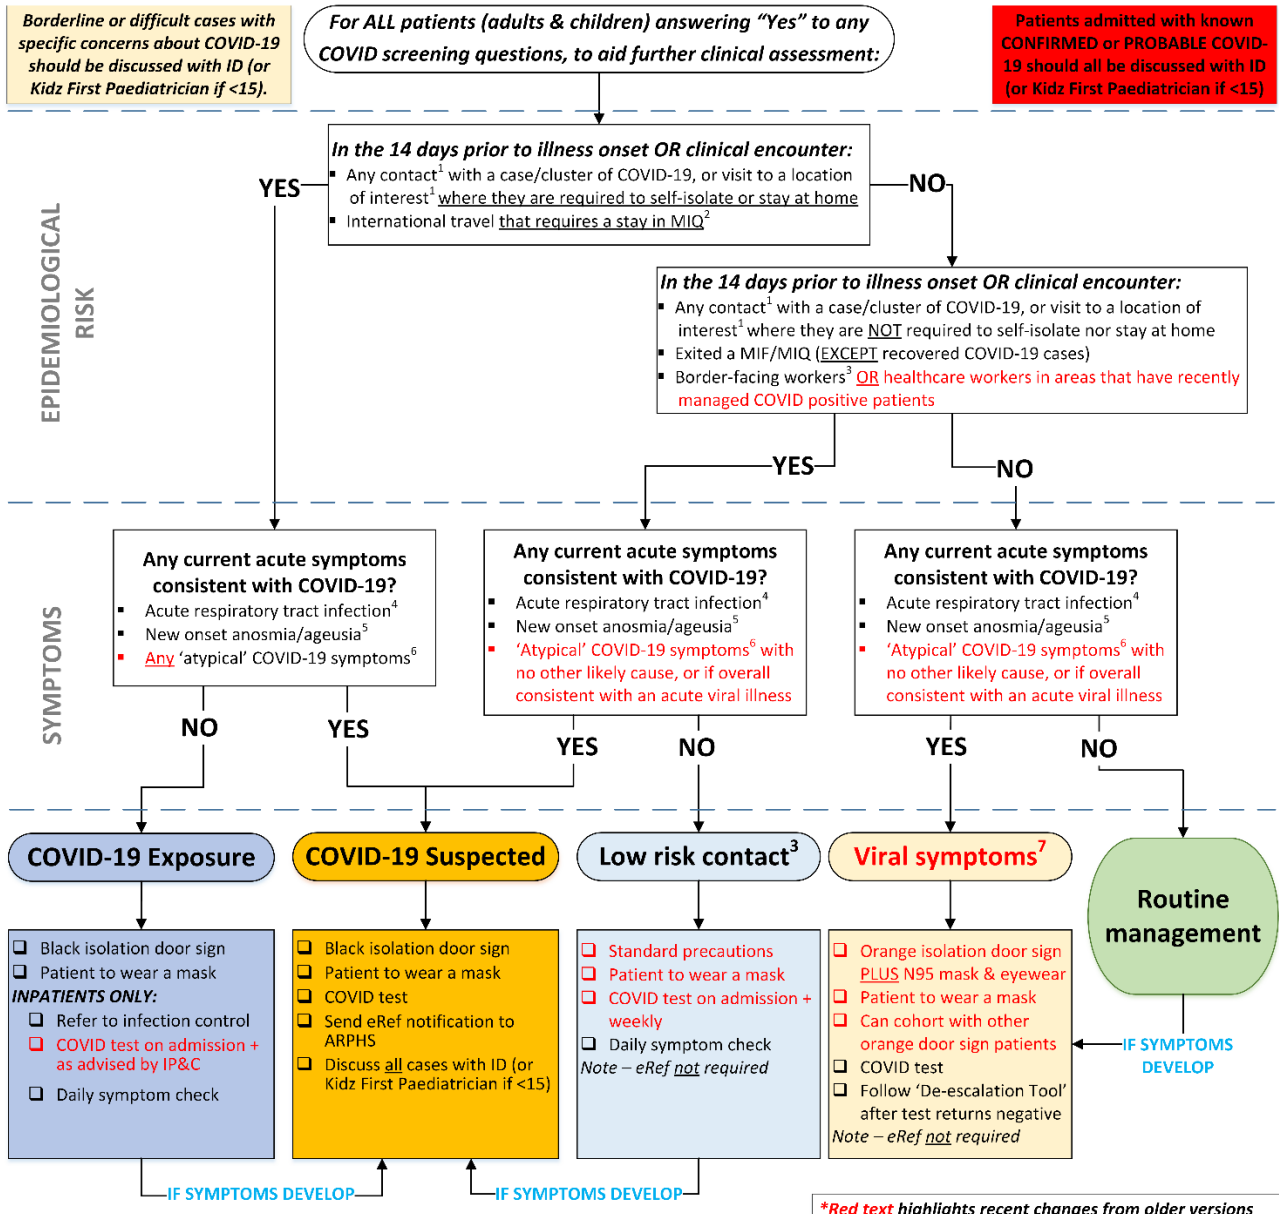 Borderline or difficult cases with
specific concerns about COVID-19
should be discussed with ID (or
Kidz First Paediatrician if <15).
For ALL patients (adults & children) answering “Yes” to any
COVID screening questions, to aid further clinical assessment:
Patients admitted with known
CONFIRMED or PROBABLE COVID-
19 should all be discussed with ID
(or Kidz First Paediatrician if <15)
EPIDEMIOLOGICAL
RISK
In the 14 days prior to illness onset OR clinical encounter:
▪ Any contact¹ with a case/cluster of COVID-19, or visit to a location
of interest¹ where they are required to self-isolate or stay at home
▪ International travel that requires a stay in MIQ²
YES
NO
In the 14 days prior to illness onset OR clinical encounter:
▪ Any contact¹ with a case/cluster of COVID-19, or visit to a location of
interest¹ where they are NOT required to self-isolate nor stay at home
▪ Exited a MIF/MIQ (EXCEPT recovered COVID-19 cases)
▪ Border-facing workers³ OR healthcare workers in areas that have recently
managed COVID positive patients
YES
NO
SYMPTOMS
Any current acute symptoms
consistent with COVID-19?
▪ Acute respiratory tract infection⁴
▪ New onset anosmia/ageusia⁵
▪ Any ‘atypical’ COVID-19 symptoms⁶
NO
YES
Any current acute symptoms
consistent with COVID-19?
▪ Acute respiratory tract infection⁴
▪ New onset anosmia/ageusia⁵
▪ ‘Atypical’ COVID-19 symptoms⁶ with
no other likely cause, or if overall
consistent with an acute viral illness
YES
NO
Any current acute symptoms
consistent with COVID-19?
▪ Acute respiratory tract infection⁴
▪ New onset anosmia/ageusia⁵
▪ ‘Atypical’ COVID-19 symptoms⁶ with
no other likely cause, or if overall
consistent with an acute viral illness
YES
NO
COVID-19 Exposure
❑ Black isolation door sign
❑ Patient to wear a mask
INPATIENTS ONLY:
❑ Refer to infection control
❑ COVID test on admission +
as advised by IP&C
❑ Daily symptom check
COVID-19 Suspected
❑ Black isolation door sign
❑ Patient to wear a mask
❑ COVID test
❑ Send eRef notification to
ARPHS
❑ Discuss all cases with ID (or
Kidz First Paediatrician if <15)
Low risk contact³
❑ Standard precautions
❑ Patient to wear a mask
❑ COVID test on admission +
weekly
❑ Daily symptom check
Note – eRef not required
Viral symptoms⁷
❑ Orange isolation door sign
PLUS N95 mask & eyewear
❑ Patient to wear a mask
❑ Can cohort with other
orange door sign patients
❑ COVID test
❑ Follow ‘De-escalation Tool’
after test returns negative
Note – eRef not required
Routine
management
IF SYMPTOMS
DEVELOP
IF SYMPTOMS DEVELOP
IF SYMPTOMS DEVELOP
*Red text highlights recent changes from older versions